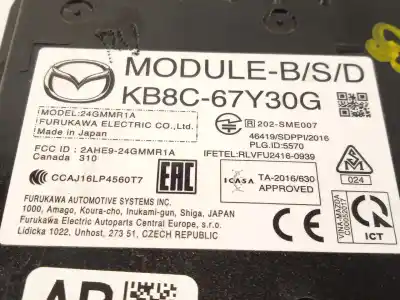 MODULE-B/S/D
KB8C-67Y30G
MODEL:24GMMR1A
FURUKAWA ELECTRIC CO.,Ltd.
Made in Japan
FCC ID : 2AHE9-24GMMR1A
Canada 310
R 202-SME007
46419/SDPPI/2016
PLG.ID:5570
IFETEL:RLVFU2416-0939
CCAJ16LP4560T7
EAC
ICASA
TA-2016/630
APPROVED
024
ICT
FURUKAWA AUTOMOTIVE SYSTEMS INC.
1000, Amago, Koura-cho, Inukami-gun, Shiga, JAPAN
Furukawa Electric Autoparts Central Europe, s.r.o.
Lidicka 1022, Unhost, 273 51, CZECH REPUBLIC